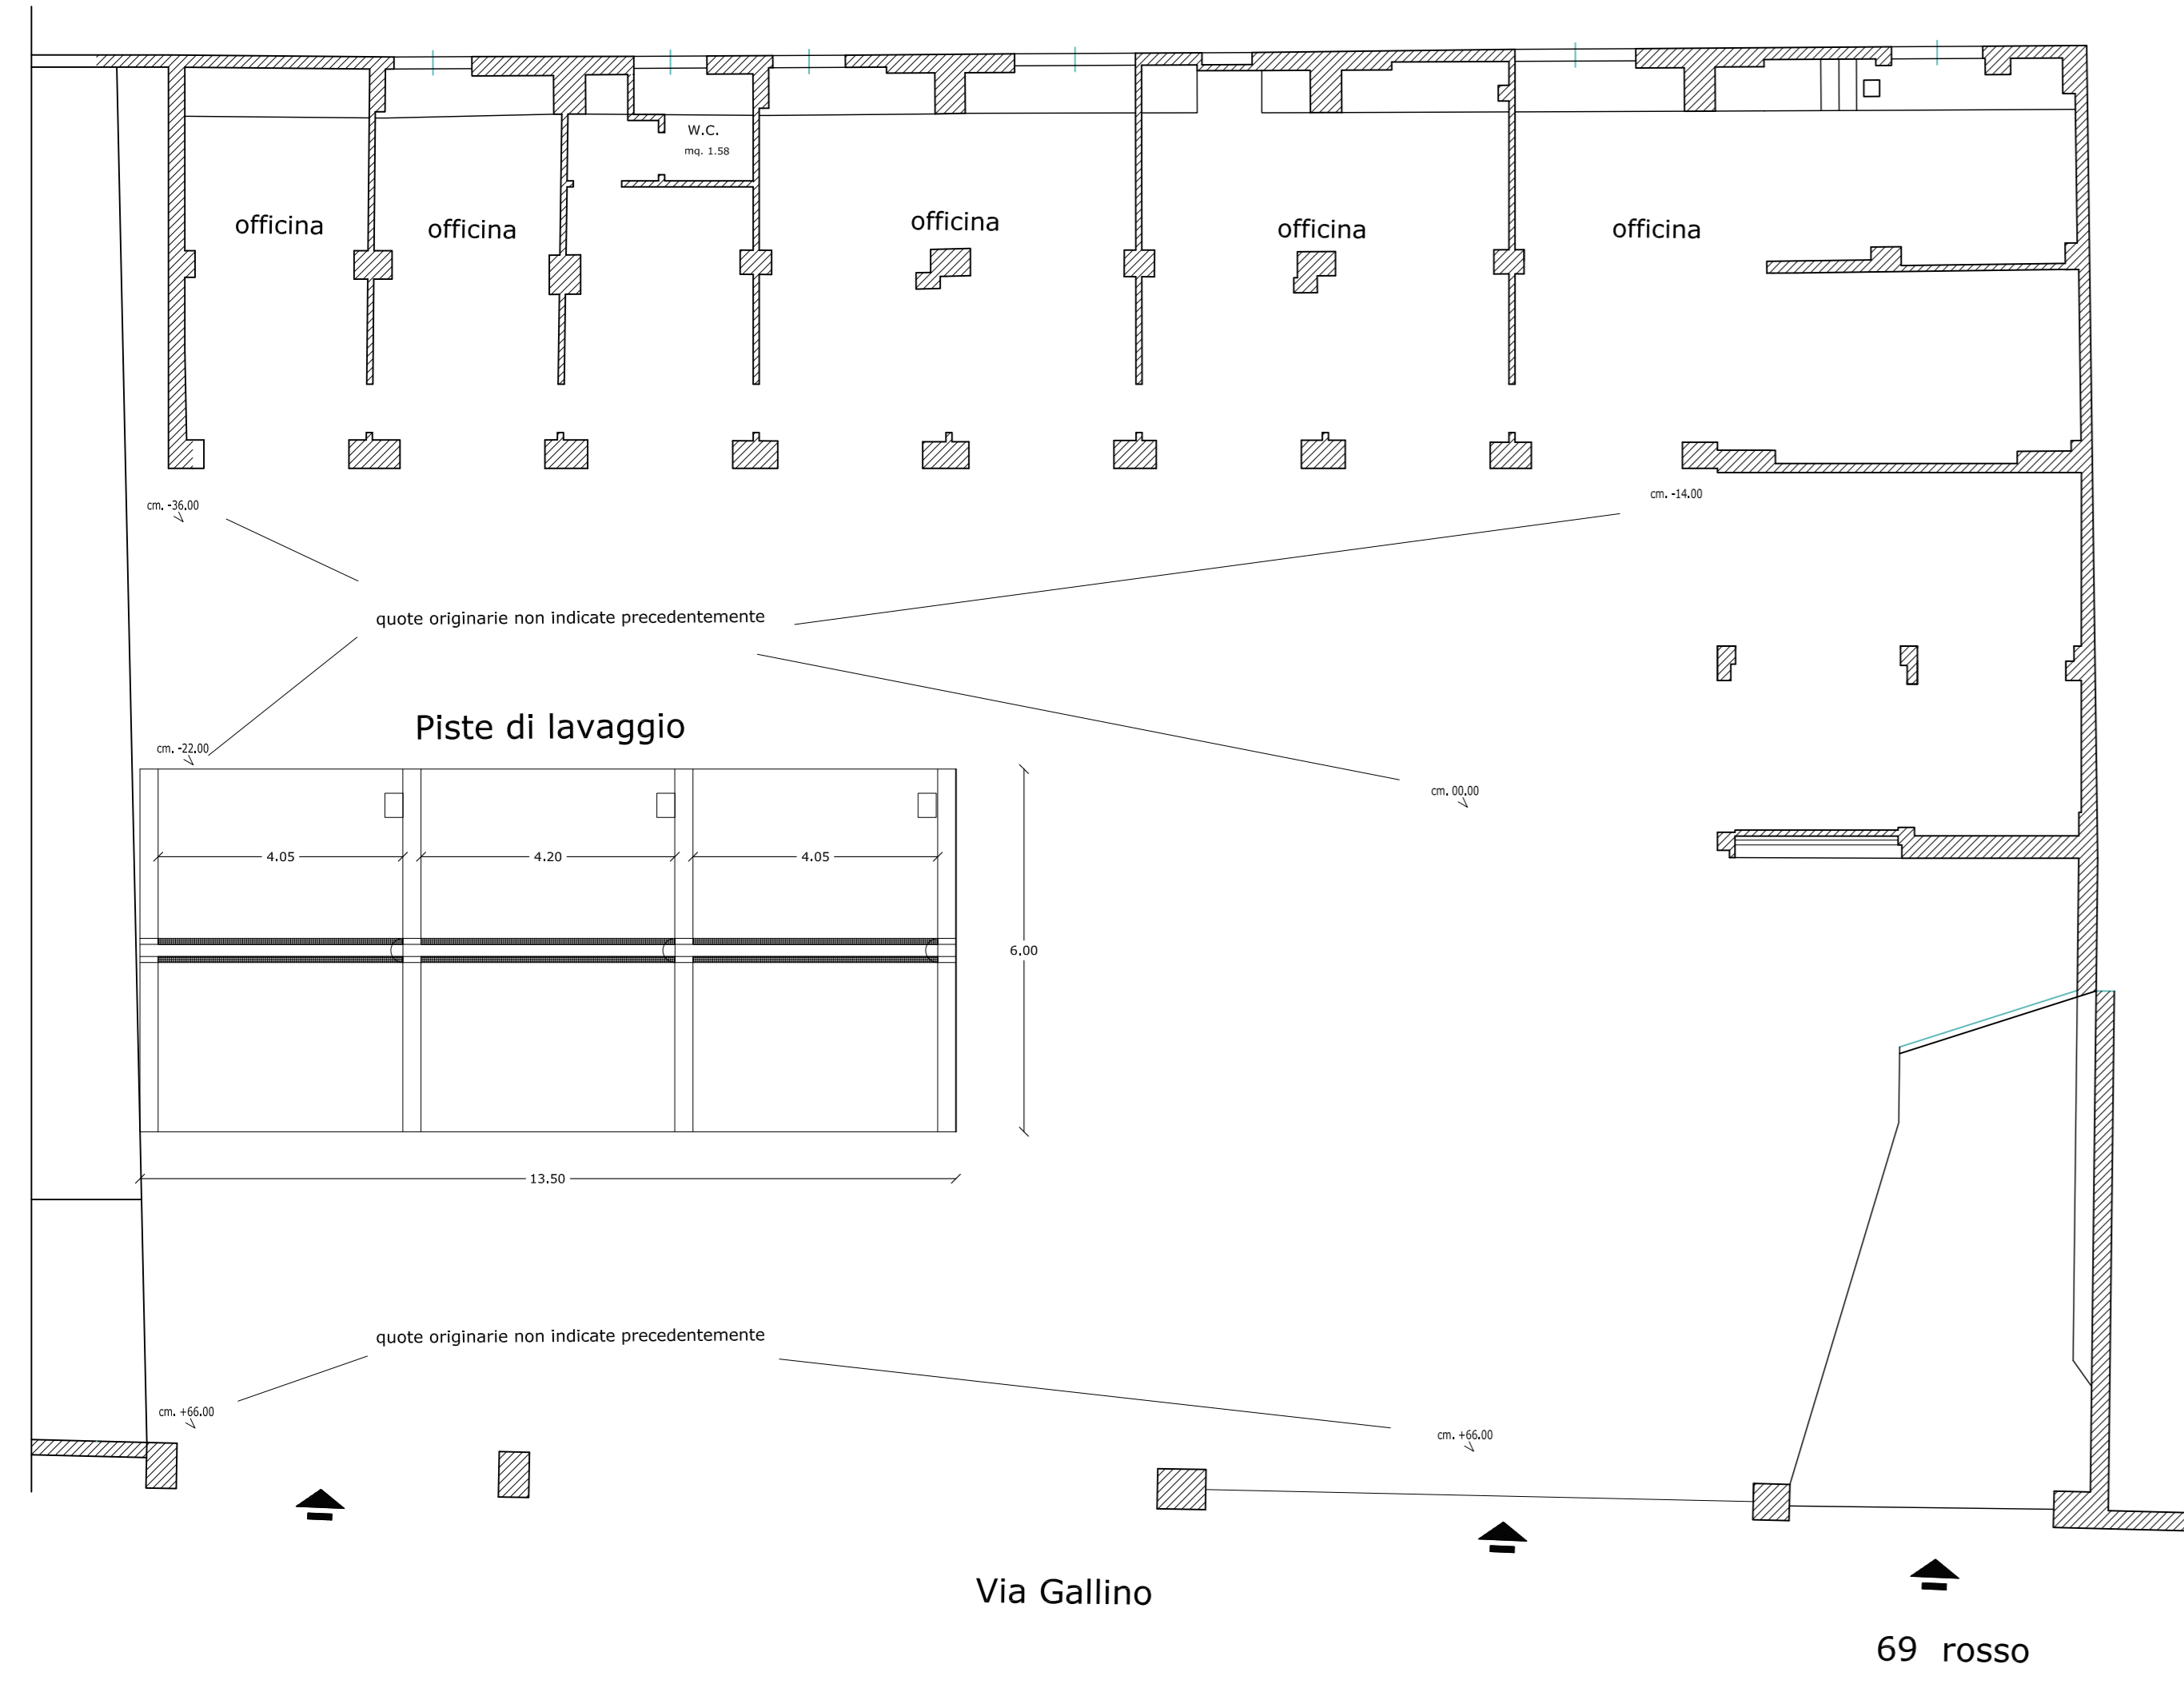 W.C.
mq. 1.58
officina
officina
officina
officina
officina
cm. -36.00
cm. -14.00
quote originarie non indicate precedentemente
Piste di lavaggio
cm. -22.00
cm. 00.00
4.05
4.20
4.05
6.00
13.50
quote originarie non indicate precedentemente
cm. +66.00
cm. +66.00
Via Gallino
69 rosso